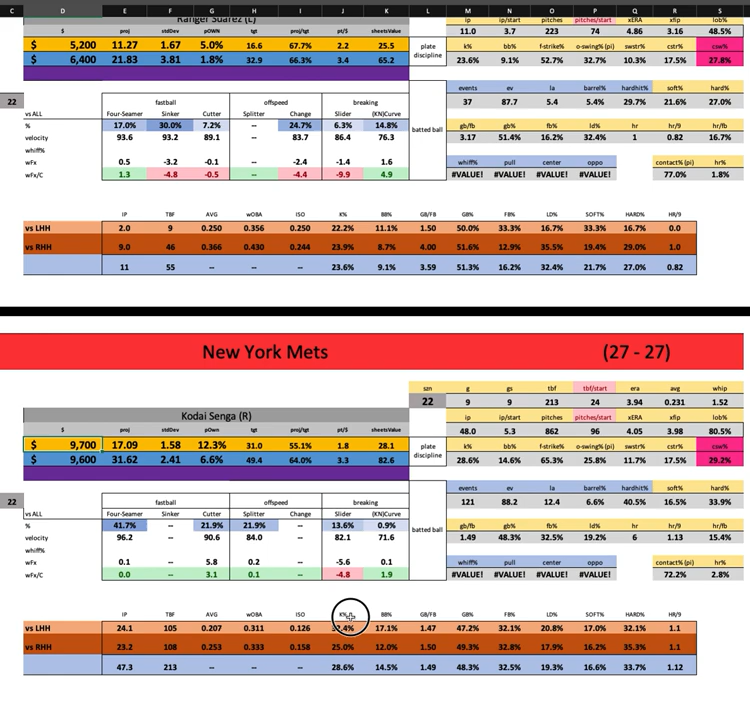 C D E F G H I J K L M N O P Q R S
Ranger Suarez (L) ip ip/start pitches pitches/start xERA xfip lob%
$ proj stdDev pOWN tgt proj/tgt pt/$ sheetsValue 11.0 3.7 223 74 4.86 3.16 48.5%
$ 5,200 11.27 1.67 5.0% 16.6 67.7% 2.2 25.5 plate discipline k% bb% f-strike% o-swing% (pi) swstr% cstr% csw%
$ 6,400 21.83 3.81 1.8% 32.9 66.3% 3.4 65.2 23.6% 9.1% 52.7% 32.7% 10.3% 17.5% 27.8%
events ev la barrel% hardhit% soft% hard%
22 fastball offspeed breaking 37 87.7 5.4 5.4% 29.7% 21.6% 27.0%
vs ALL Four-Seamer Sinker Cutter Splitter Change Slider (KN)Curve
% 17.0% 30.0% 7.2% -- 24.7% 6.3% 14.8% batted ball gb/fb gb% fb% ld% hr hr/9 hr/fb
velocity 93.6 93.2 89.1 -- 83.7 86.4 76.3 3.17 51.4% 16.2% 32.4% 1 0.82 16.7%
whiff%
wFx 0.5 -3.2 -0.1 -- -2.4 -1.4 1.6 whiff% pull center oppo contact% (pi) hr%
wFx/C 1.3 -4.8 -0.5 -- -4.4 -9.9 4.9 #VALUE! #VALUE! #VALUE! #VALUE! 77.0% 1.8%
IP TBF AVG wOBA ISO K% BB% GB/FB GB% FB% LD% SOFT% HARD% HR/9
vs LHH 2.0 9 0.250 0.356 0.250 22.2% 11.1% 1.50 50.0% 33.3% 16.7% 33.3% 16.7% 0.0
vs RHH 9.0 46 0.366 0.430 0.244 23.9% 8.7% 4.00 51.6% 12.9% 35.5% 19.4% 29.0% 1.0
11 55 -- -- -- 23.6% 9.1% 3.59 51.3% 16.2% 32.4% 21.7% 27.0% 0.82
New York Mets (27 - 27)
szn g gs tbf tbf/start era avg whip
22 9 9 213 24 3.94 0.231 1.52
Kodai Senga (R) ip ip/start pitches pitches/start xERA xfip lob%
$ proj stdDev pOwn tgt proj/tgt pt/$ sheetsValue 48.0 5.3 862 96 4.05 3.98 80.5%
$ 9,700 17.09 1.58 12.3% 31.0 55.1% 1.8 28.1 plate discipline k% bb% f-strike% o-swing% (pi) swstr% cstr% csw%
$ 9,600 31.62 2.41 6.6% 49.4 64.0% 3.3 82.6 28.6% 14.6% 65.3% 25.8% 11.7% 17.5% 29.2%
events ev la barrel% hardhit% soft% hard%
22 fastball offspeed breaking 121 88.2 12.4 6.6% 40.5% 16.5% 33.9%
vs ALL Four-Seamer Sinker Cutter Splitter Change Slider (KN)Curve
% 41.7% -- 21.9% 21.9% -- 13.6% 0.9% batted ball gb/fb gb% fb% ld% hr hr/9 hr/fb
velocity 96.2 -- 90.6 84.0 -- 82.1 71.6 1.49 48.3% 32.5% 19.2% 6 1.13 15.4%
whiff%
wFx 0.1 -- 5.8 0.2 -- -5.6 0.1 whiff% pull center oppo contact% (pi) hr%
wFx/C 0.0 -- 3.1 0.1 -- -4.8 1.9 #VALUE! #VALUE! #VALUE! #VALUE! 72.2% 2.8%
IP TBF AVG wOBA ISO K% BB% GB/FB GB% FB% LD% SOFT% HARD% HR/9
vs LHH 24.1 105 0.207 0.311 0.126 32.4% 17.1% 1.47 47.2% 32.1% 20.8% 17.0% 32.1% 1.1
vs RHH 23.2 108 0.253 0.333 0.158 25.0% 12.0% 1.50 49.3% 32.8% 17.9% 16.2% 35.3% 1.1
47.3 213 -- -- -- 28.6% 14.5% 1.49 48.3% 32.5% 19.2% 16.6% 33.7% 1.12